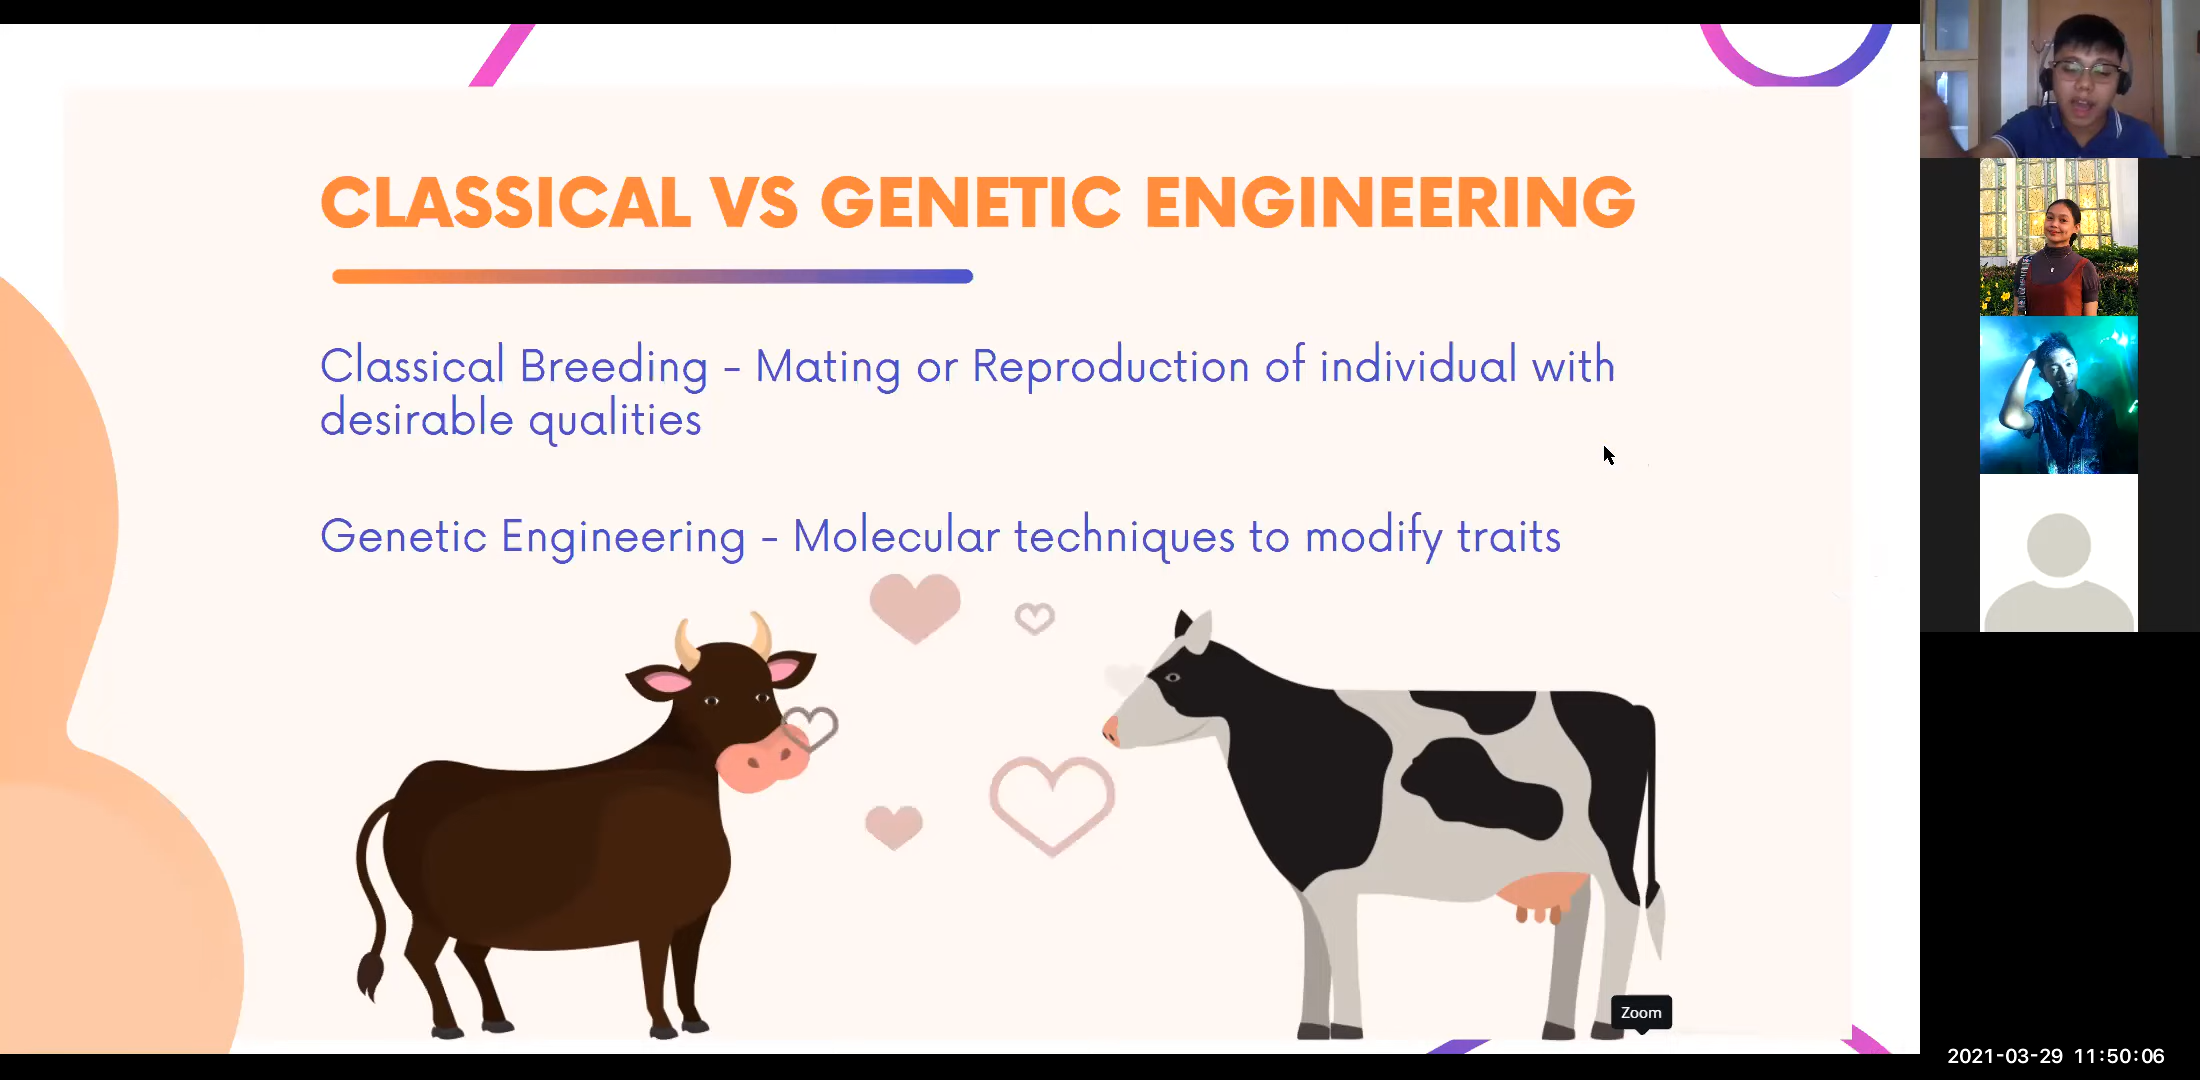 CLASSICAL VS GENETIC ENGINEERING
Classical Breeding - Mating or Reproduction of individual with
desirable qualities
Genetic Engineering - Molecular techniques to modify traits
Zoom
2021-03-29 11:50:06